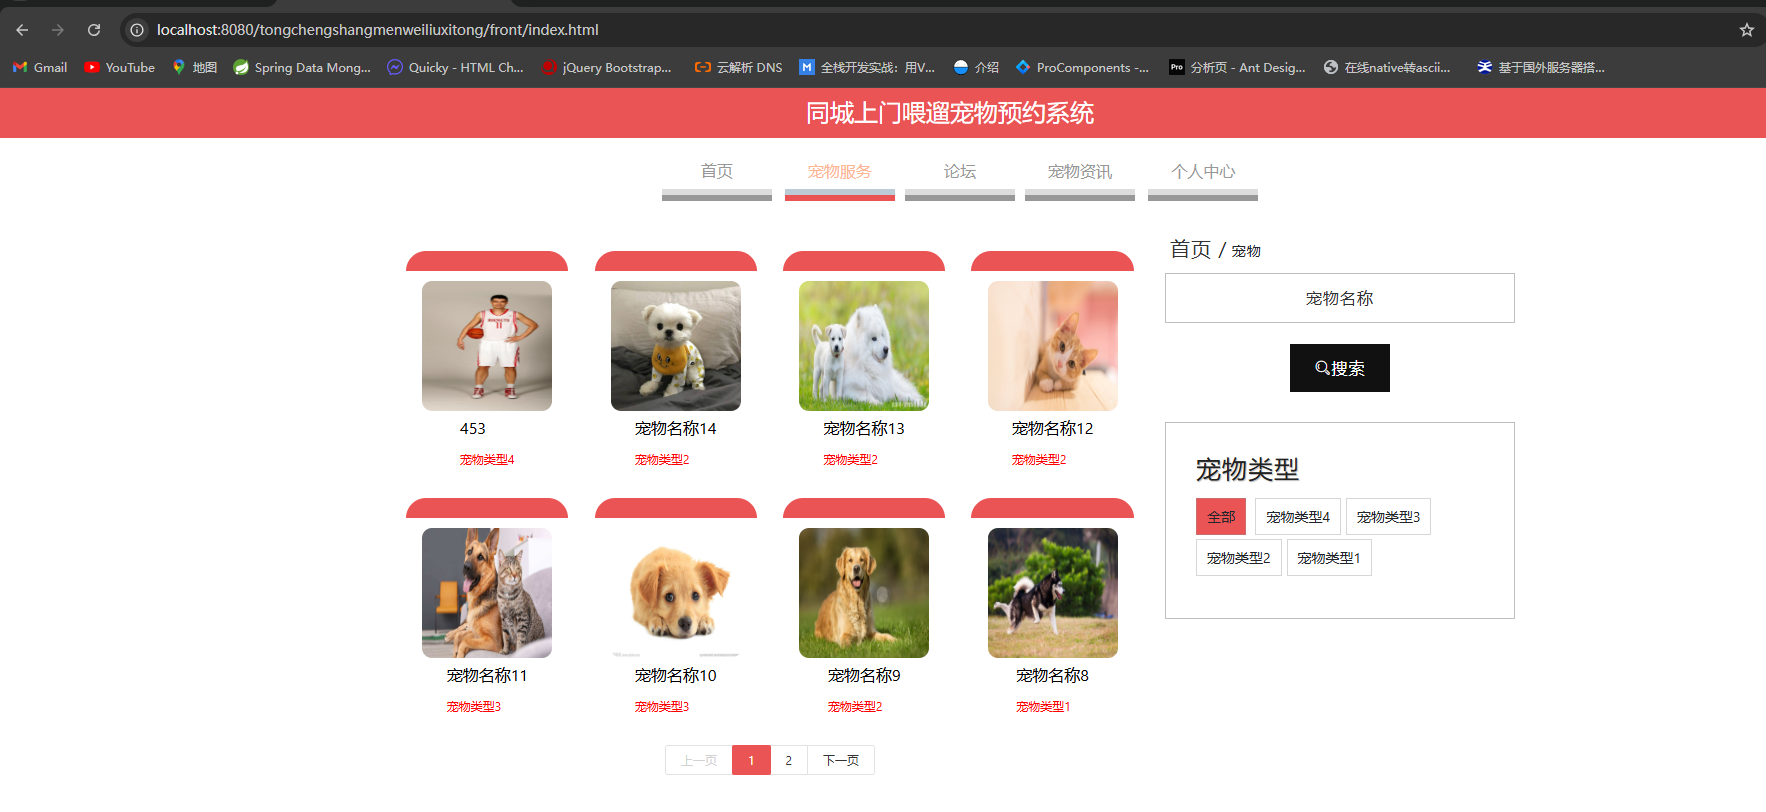 localhost:8080/tongchengshangmenweiliuxitong/front/index.html
Gmail YouTube 地图 Spring Data Mong... Quicky - HTML Ch... jQuery Bootstrap... 云解析 DNS 全栈开发实战：用V... 介绍 ProComponents -... Pro 分析页 - Ant Desig... 在线native转ascii... 基于国外服务器搭...
同城上门喂遛宠物预约系统
首页 宠物服务 论坛 宠物资讯 个人中心
首页 / 宠物
宠物名称
搜索
453 宠物名称14 宠物名称13 宠物名称12
宠物类型4 宠物类型2 宠物类型2 宠物类型2
宠物类型
全部 宠物类型4 宠物类型3
宠物类型2 宠物类型1
宠物名称11 宠物名称10 宠物名称9 宠物名称8
宠物类型3 宠物类型3 宠物类型2 宠物类型1
上一页 1 2 下一页